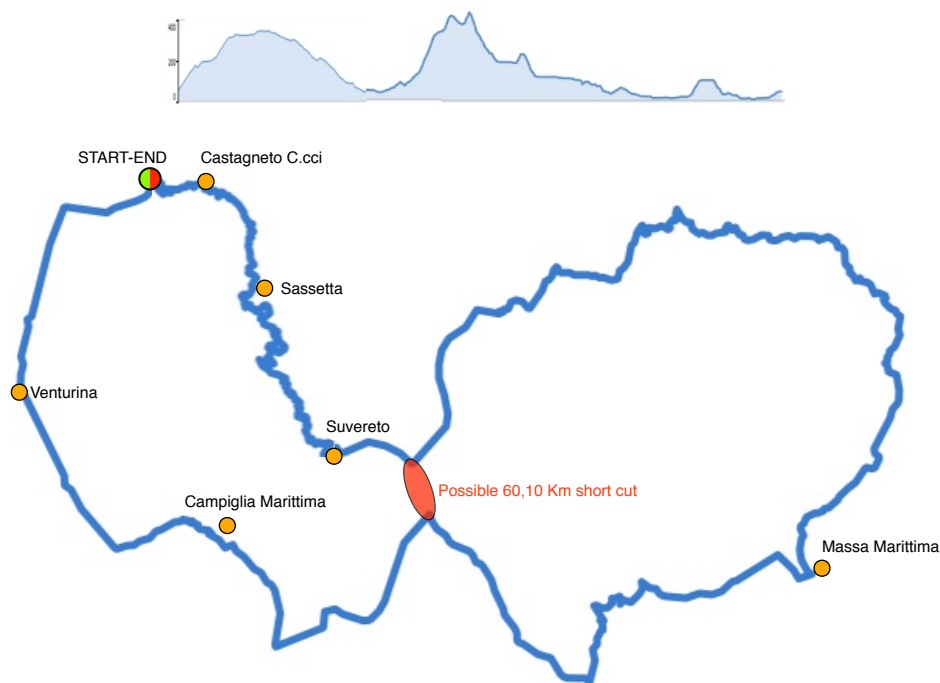 400
200
0
START-END
Castagneto C.cci
Sassetta
Venturina
Suvereto
Possible 60,10 Km short cut
Campiglia Marittima
Massa Marittima